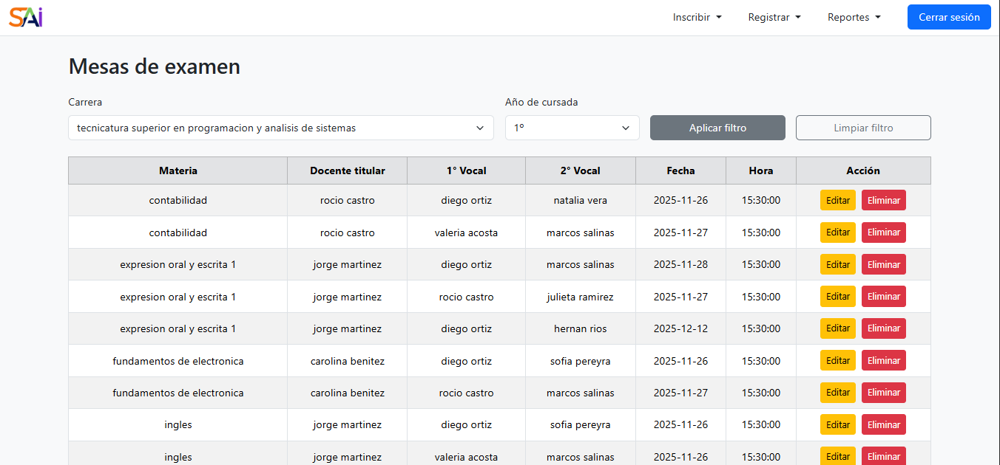 SAi Inscribir Registrar Reportes Cerrar sesión
Mesas de examen
Carrera Año de cursada
tecnicatura superior en programacion y analisis de sistemas 1º Aplicar filtro Limpiar filtro
Materia Docente titular 1° Vocal 2° Vocal Fecha Hora Acción
contabilidad rocio castro diego ortiz natalia vera 2025-11-26 15:30:00 Editar Eliminar
contabilidad rocio castro valeria acosta marcos salinas 2025-11-27 15:30:00 Editar Eliminar
expresion oral y escrita 1 jorge martinez diego ortiz marcos salinas 2025-11-28 15:30:00 Editar Eliminar
expresion oral y escrita 1 jorge martinez rocio castro julieta ramirez 2025-11-27 15:30:00 Editar Eliminar
expresion oral y escrita 1 jorge martinez diego ortiz hernan rios 2025-12-12 15:30:00 Editar Eliminar
fundamentos de electronica carolina benitez diego ortiz sofia pereyra 2025-11-26 15:30:00 Editar Eliminar
fundamentos de electronica carolina benitez rocio castro marcos salinas 2025-11-27 15:30:00 Editar Eliminar
ingles jorge martinez diego ortiz sofia pereyra 2025-11-26 15:30:00 Editar Eliminar
ingles jorge martinez valeria acosta marcos salinas 2025-11-26 15:30:00 Editar Eliminar